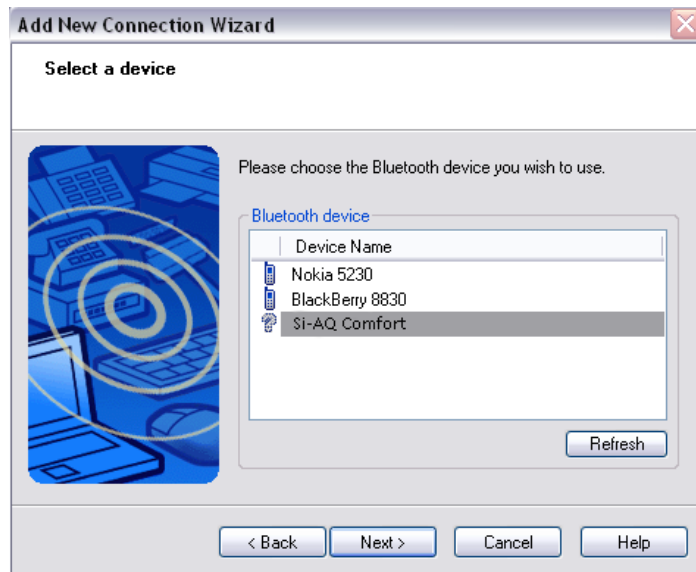 Add New Connection Wizard
Select a device
Please choose the Bluetooth device you wish to use.
Bluetooth device
Device Name
Nokia 5230
BlackBerry 8830
Si-AQ Comfort
Refresh
< Back Next > Cancel Help